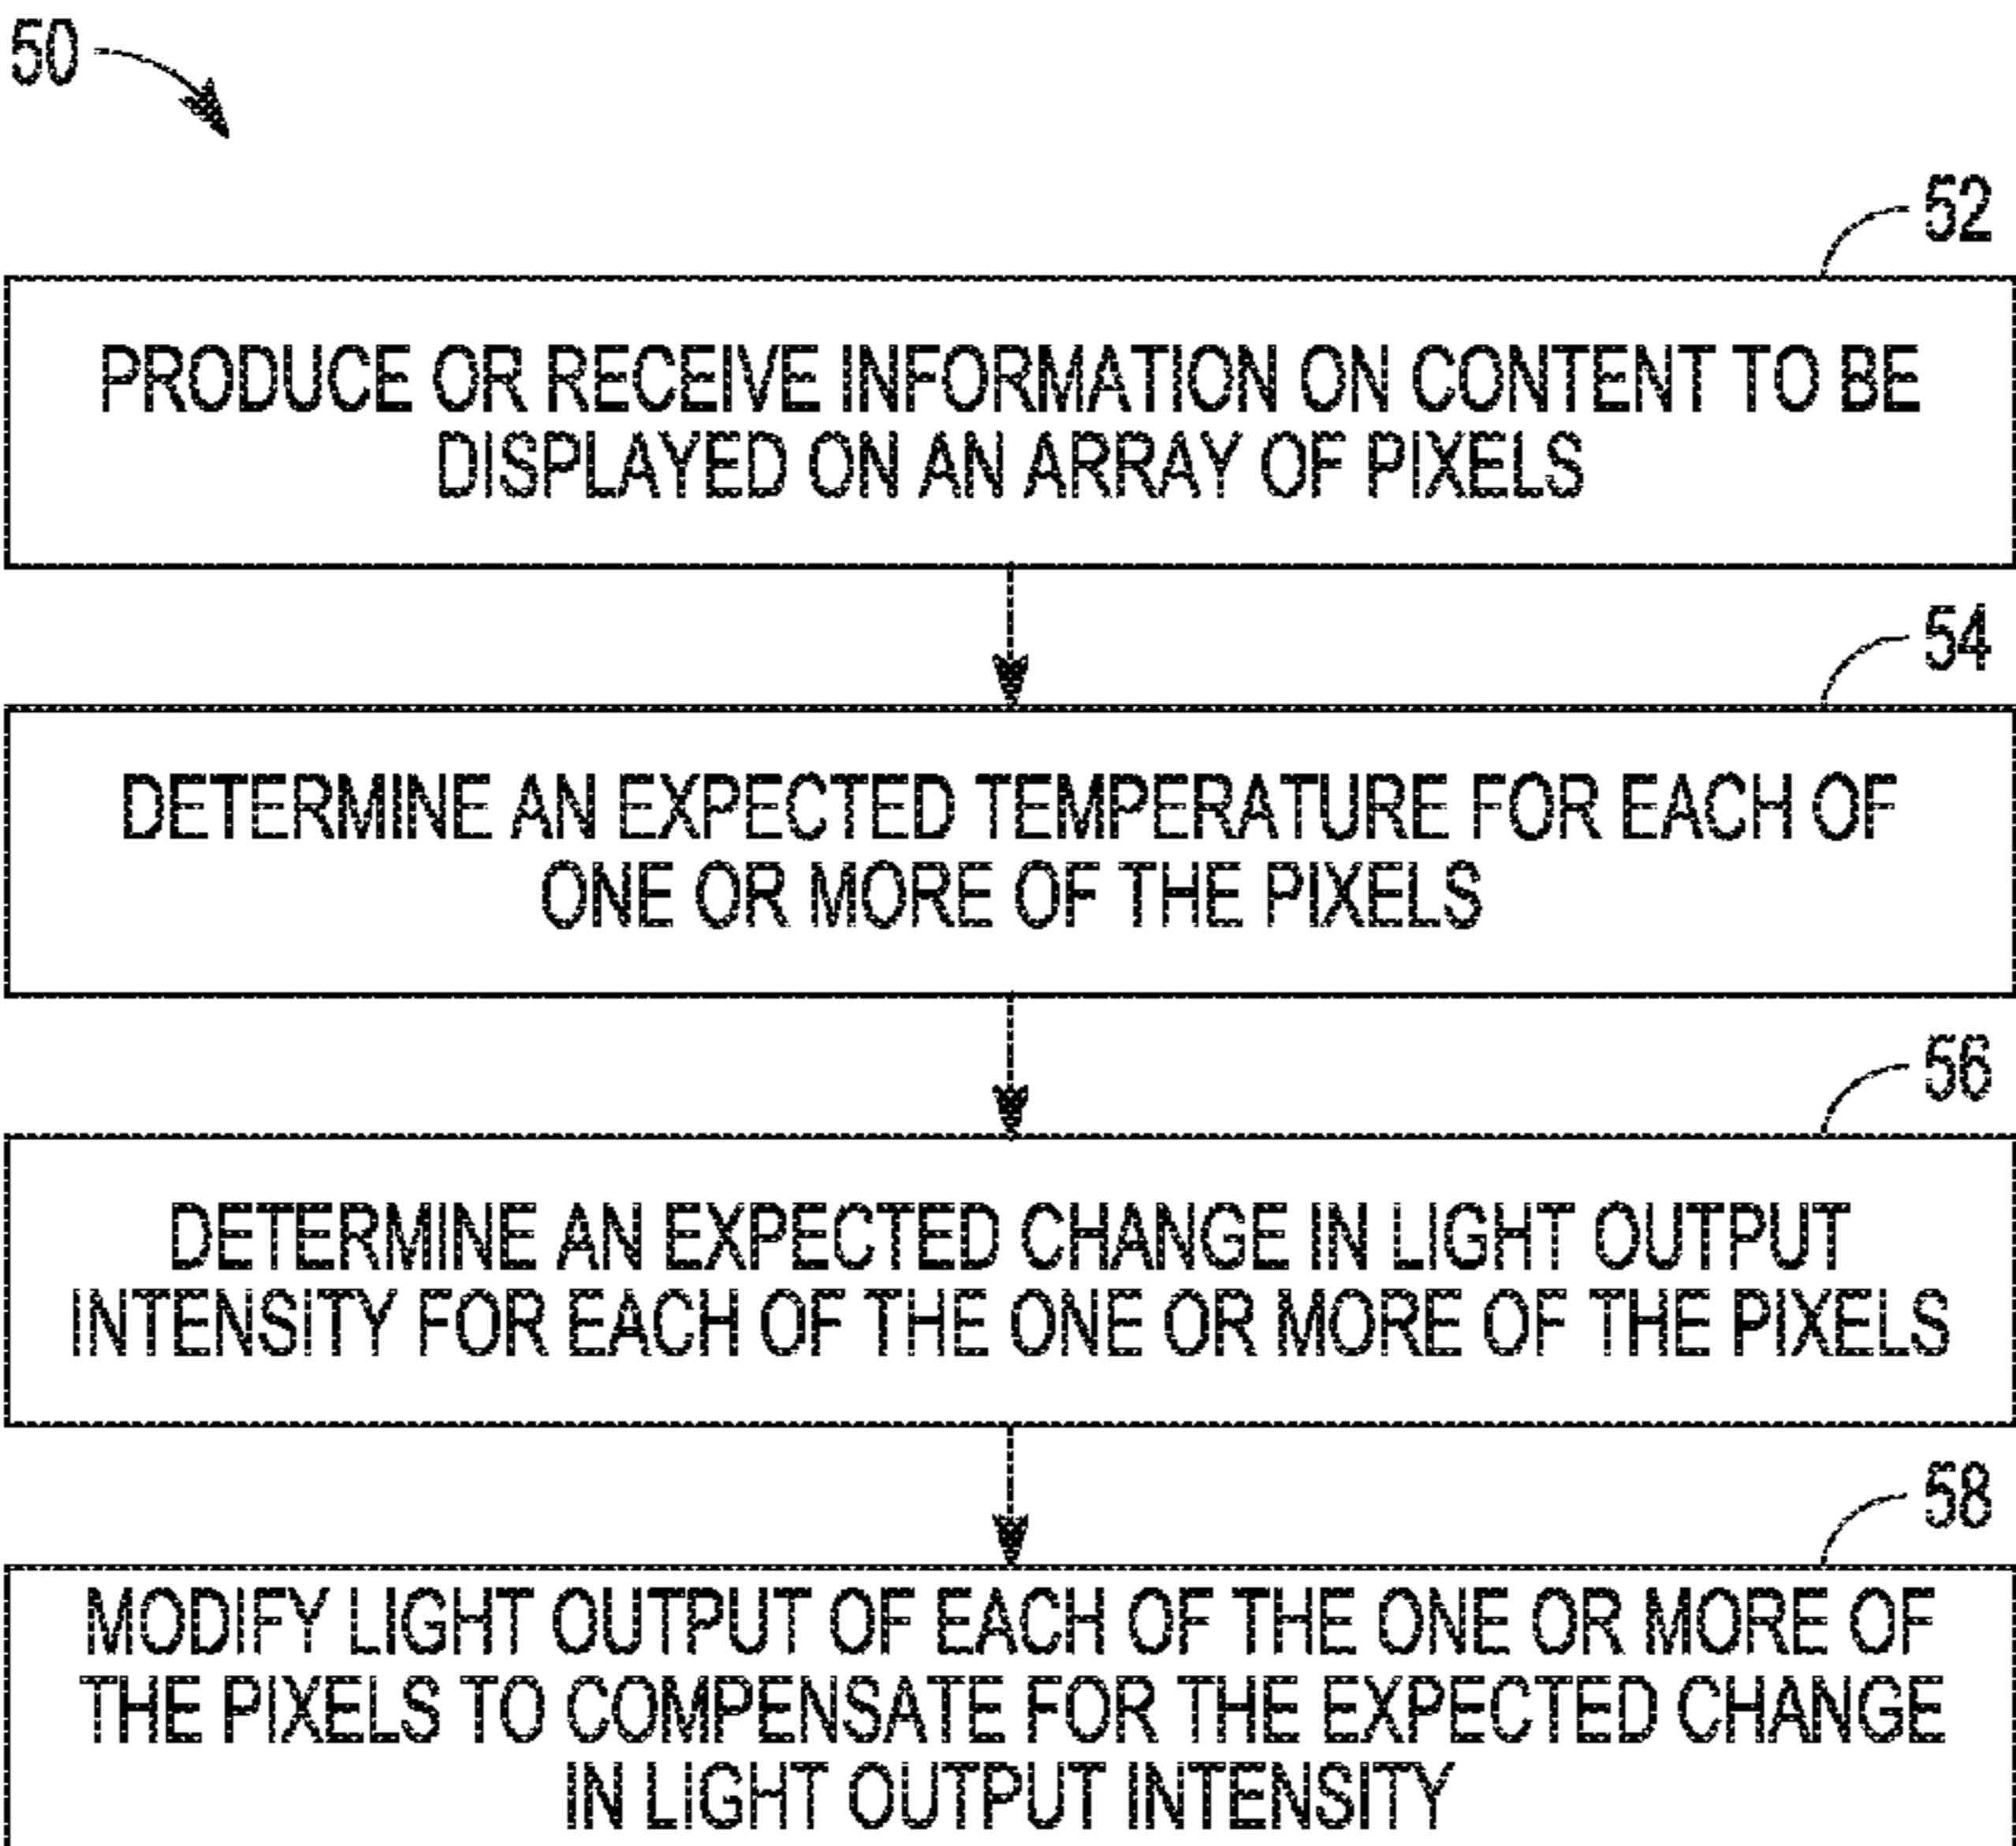 50
52
PRODUCE OR RECEIVE INFORMATION ON CONTENT TO BE
DISPLAYED ON AN ARRAY OF PIXELS
54
DETERMINE AN EXPECTED TEMPERATURE FOR EACH OF
ONE OR MORE OF THE PIXELS
56
DETERMINE AN EXPECTED CHANGE IN LIGHT OUTPUT
INTENSITY FOR EACH OF THE ONE OR MORE OF THE PIXELS
58
MODIFY LIGHT OUTPUT OF EACH OF THE ONE OR MORE OF
THE PIXELS TO COMPENSATE FOR THE EXPECTED CHANGE
IN LIGHT OUTPUT INTENSITY